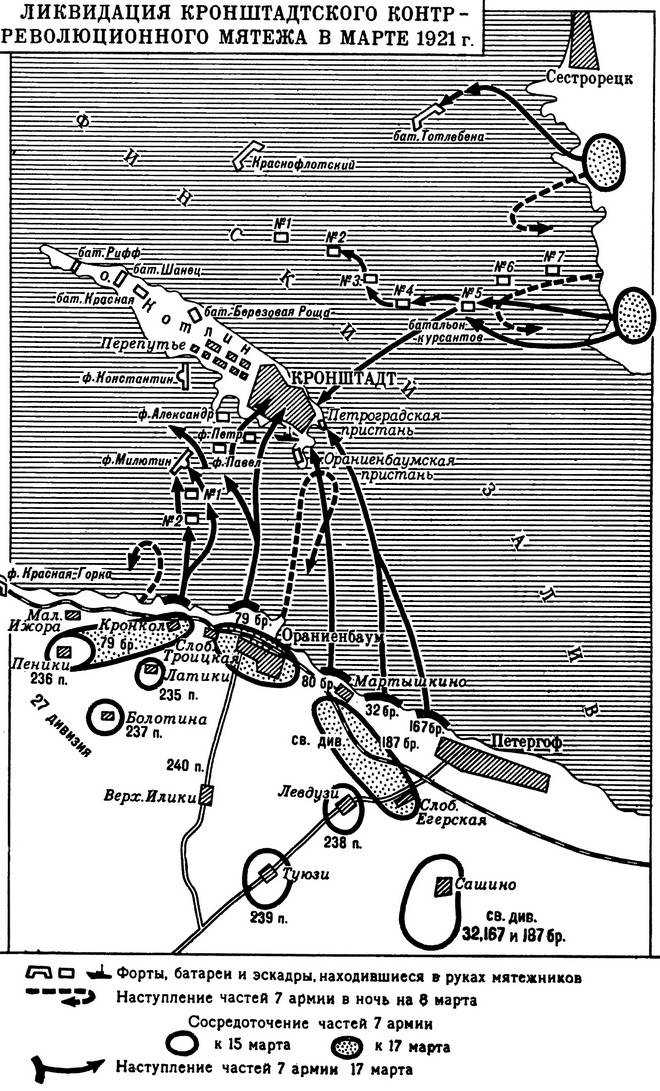 ЛИКВИДАЦИЯ КРОНШТАДТСКОГО КОНТР-
РЕВОЛЮЦИОННОГО МЯТЕЖА В МАРТЕ 1921 г.
Сестрорецк
бат. Тотлебена
Краснофлотский
ФИНСКИЙ ЗАЛИВ
№1
№2
№3
№4
№5
№6
№7
батальон
курсантов
бат. Рифф
бат. Шанец
бат. Красная
о. Котлин
бат. Березовая Роща
Перепутье
ф. Константин
КРОНШТАДТ
ф. Александр
ф. Петр
Петроградская
пристань
ф. Милютин
ф. Павел
Ораниенбаумская
пристань
№1
№2
ф. Красная Горка
Мал.
Ижора
Кронкол
79 бр.
79 бр.
Ораниенбаум
Слоб.
Троицкая
Пеники
236 п.
Латики
235 п.
80 бр.
Мартышкино
32 бр.
167 бр.
27 дивизия
Болотина
237 п.
св. див.
187 бр.
Петергоф
240 п.
Верх. Илики
Левдузи
238 п.
Слоб.
Егерская
Туюзи
239 п.
Сашино
св. див.
32,167 и 187 бр.
Форты, батареи и эскадры, находившиеся в руках мятежников
Наступление частей 7 армии в ночь на 8 марта
Сосредоточение частей 7 армии
к 15 марта
к 17 марта
Наступление частей 7 армии 17 марта